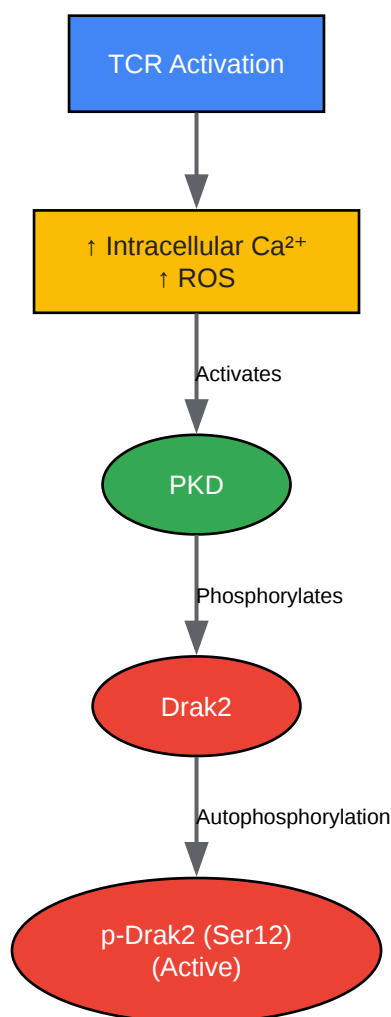 TCR Activation
↑ Intracellular Ca²⁺
↑ ROS
Activates
PKD
Phosphorylates
Drak2
Autophosphorylation
p-Drak2 (Ser12)
(Active)